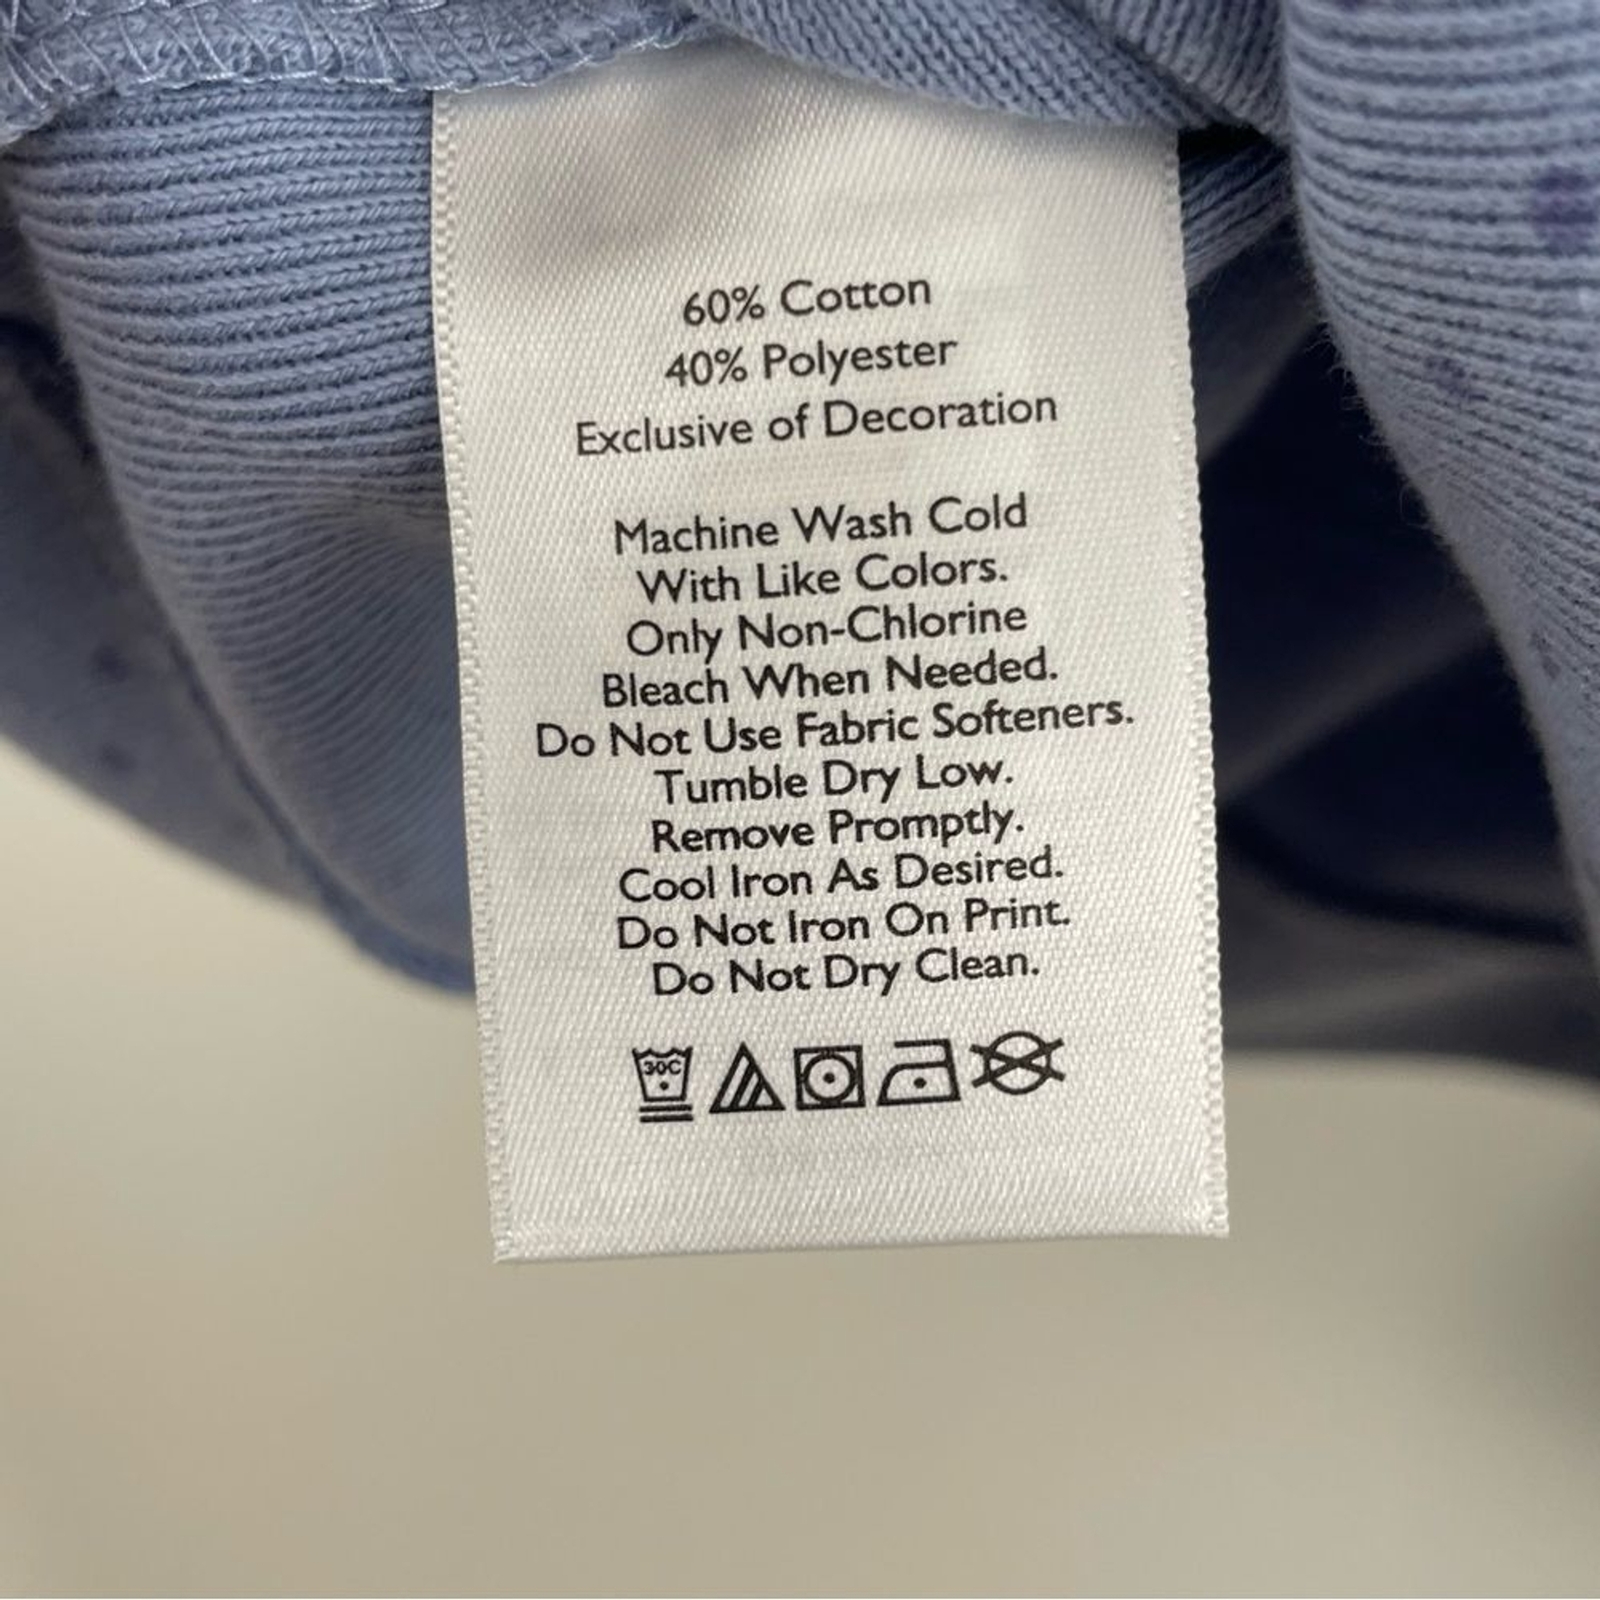 60% Cotton
40% Polyester
Exclusive of Decoration
Machine Wash Cold
With Like Colors.
Only Non-Chlorine
Bleach When Needed.
Do Not Use Fabric Softeners.
Tumble Dry Low.
Remove Promptly.
Cool Iron As Desired.
Do Not Iron On Print.
Do Not Dry Clean.
30C